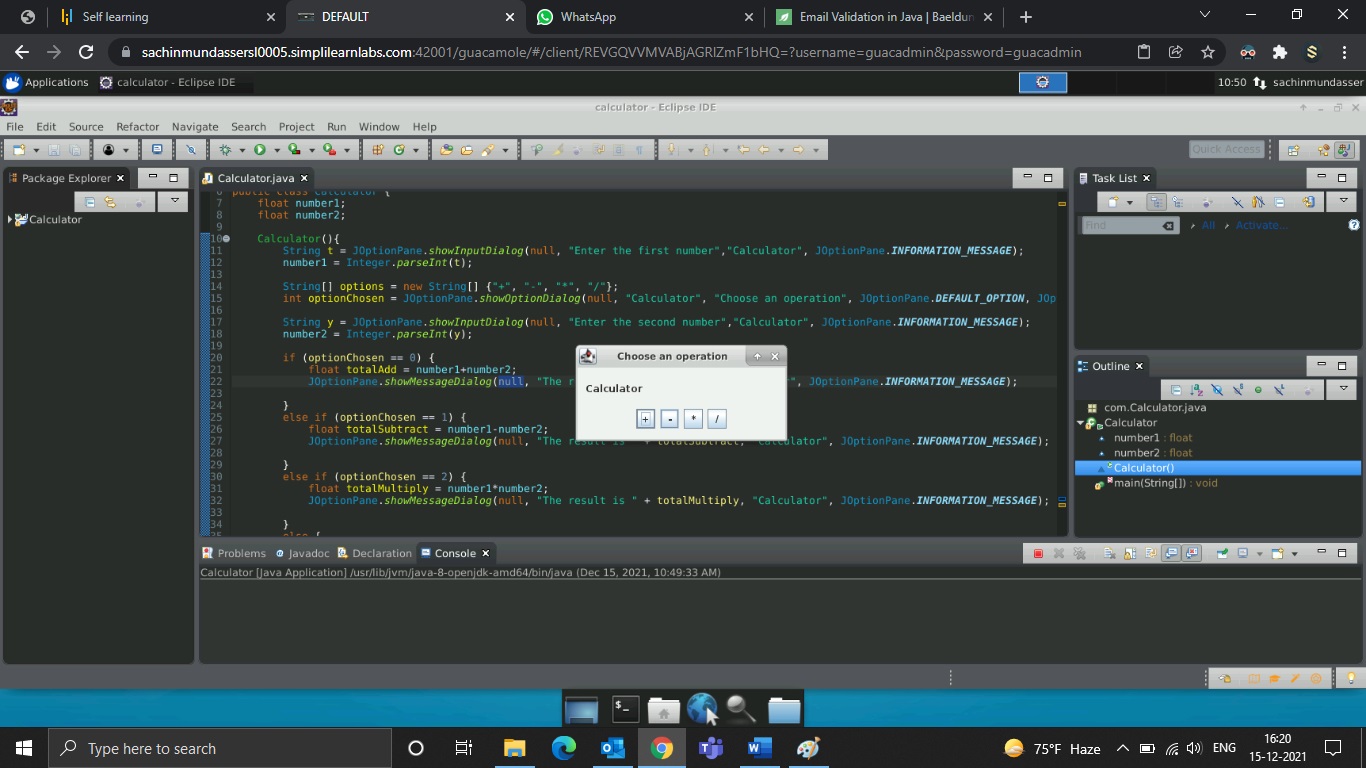 Self learning
DEFAULT
WhatsApp
Email Validation in Java | Baeldun
sachinmundassersl0005.simplilearnlabs.com:42001/guacamole/#/client/REVGQVVMVABjAGRlZmF1bHQ=?username=guacadmin&password=guacadmin
Applications
calculator - Eclipse IDE
10:50
sachinmundasser
calculator - Eclipse IDE
File Edit Source Refactor Navigate Search Project Run Window Help
Quick Access
Package Explorer
Calculator
Calculator.java
6 public class Calculator {
7 float number1;
8 float number2;
9
10 Calculator(){
11 String t = JOptionPane.showInputDialog(null, "Enter the first number","Calculator", JOptionPane.INFORMATION_MESSAGE);
12 number1 = Integer.parseInt(t);
13
14 String[] options = new String[] {"+", "-", "*", "/"};
15 int optionChosen = JOptionPane.showOptionDialog(null, "Calculator", "Choose an operation", JOptionPane.DEFAULT_OPTION, JOp
16
17 String y = JOptionPane.showInputDialog(null, "Enter the second number","Calculator", JOptionPane.INFORMATION_MESSAGE);
18 number2 = Integer.parseInt(y);
19
20 if (optionChosen == 0) {
21 float totalAdd = number1+number2;
22 JOptionPane.showMessageDialog(null, "The r ", JOptionPane.INFORMATION_MESSAGE);
23
24 }
25 else if (optionChosen == 1) {
26 float totalSubtract = number1-number2;
27 JOptionPane.showMessageDialog(null, "The result is " + totalSubtract, "Calculator", JOptionPane.INFORMATION_MESSAGE);
28
29 }
30 else if (optionChosen == 2) {
31 float totalMultiply = number1*number2;
32 JOptionPane.showMessageDialog(null, "The result is " + totalMultiply, "Calculator", JOptionPane.INFORMATION_MESSAGE);
33
34 }
35 else {
Choose an operation
Calculator
+ - * /
Task List
Find
All
Activate...
Outline
com.Calculator.java
Calculator
number1 : float
number2 : float
Calculator()
main(String[]) : void
Problems
Javadoc
Declaration
Console
Calculator [Java Application] /usr/lib/jvm/java-8-openjdk-amd64/bin/java (Dec 15, 2021, 10:49:33 AM)
Type here to search
75°F Haze
ENG
16:20
15-12-2021